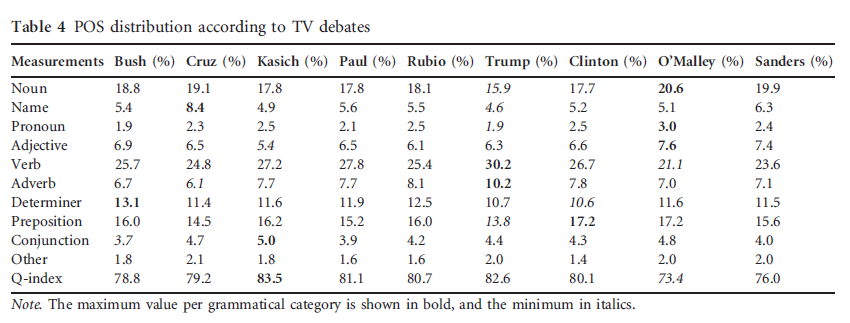 Table 4 POS distribution according to TV debates
Measurements Bush (%) Cruz (%) Kasich (%) Paul (%) Rubio (%) Trump (%) Clinton (%) O'Malley (%) Sanders (%)
Noun 18.8 19.1 17.8 17.8 18.1 15.9 17.7 20.6 19.9
Name 5.4 8.4 4.9 5.6 5.5 4.6 5.2 5.1 6.3
Pronoun 1.9 2.3 2.5 2.1 2.5 1.9 2.5 3.0 2.4
Adjective 6.9 6.5 5.4 6.5 6.1 6.3 6.6 7.6 7.4
Verb 25.7 24.8 27.2 27.8 25.4 30.2 26.7 21.1 23.6
Adverb 6.7 6.1 7.7 7.7 8.1 10.2 7.8 7.0 7.1
Determiner 13.1 11.4 11.6 11.9 12.5 10.7 10.6 11.6 11.5
Preposition 16.0 14.5 16.2 15.2 16.0 13.8 17.2 17.2 15.6
Conjunction 3.7 4.7 5.0 3.9 4.2 4.4 4.3 4.8 4.0
Other 1.8 2.1 1.8 1.6 1.6 2.0 1.4 2.0 2.0
Q-index 78.8 79.2 83.5 81.1 80.7 82.6 80.1 73.4 76.0
Note. The maximum value per grammatical category is shown in bold, and the minimum in italics.